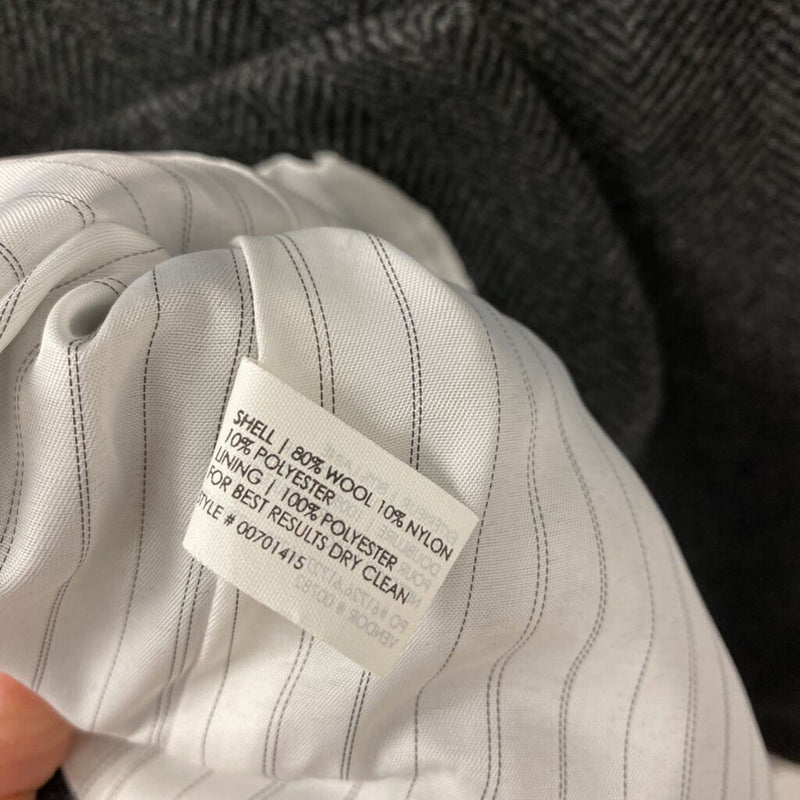 SHELL | 80% WOOL 10% NYLON
10% POLYESTER
LINING | 100% POLYESTER
FOR BEST RESULTS DRY CLEAN
STYLE # 00701415